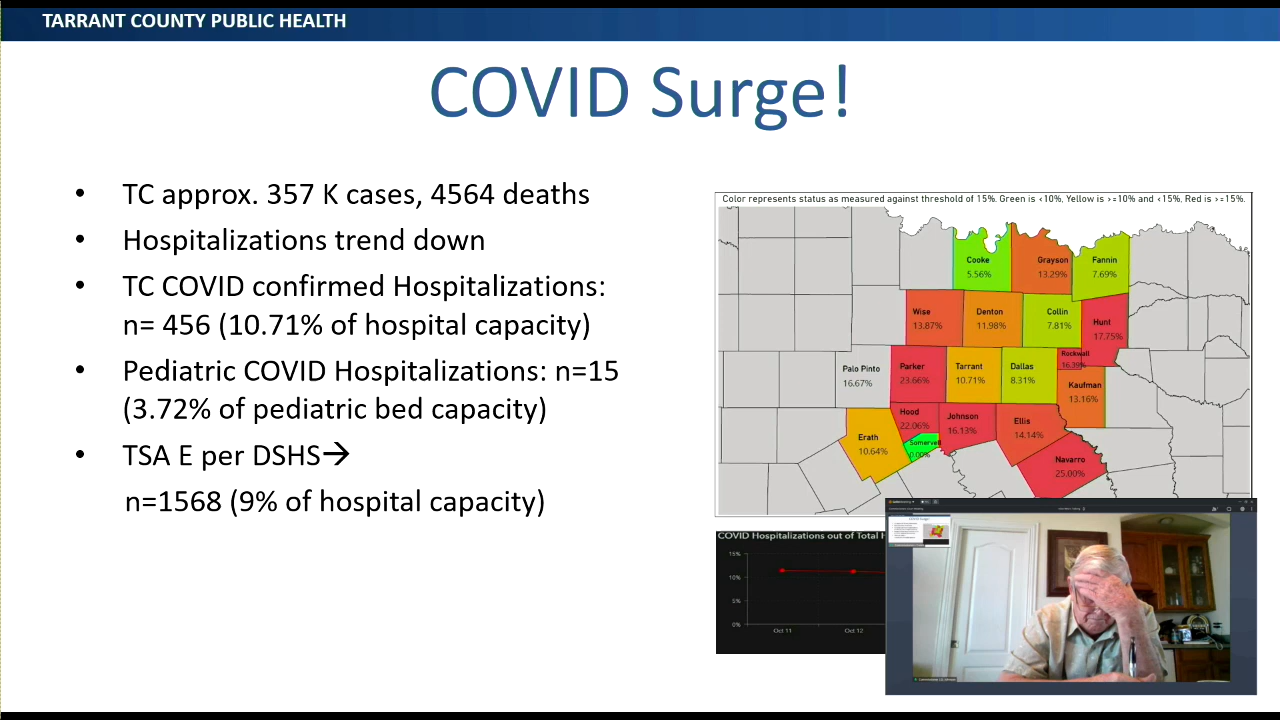 TARRANT COUNTY PUBLIC HEALTH
COVID Surge!
• TC approx. 357 K cases, 4564 deaths
• Hospitalizations trend down
• TC COVID confirmed Hospitalizations:
n= 456 (10.71% of hospital capacity)
• Pediatric COVID Hospitalizations: n=15
(3.72% of pediatric bed capacity)
• TSA E per DSHS→
n=1568 (9% of hospital capacity)
Color represents status as measured against threshold of 15%. Green is <10%, Yellow is >=10% and <15%, Red is >=15%.
Cooke
5.56%
Grayson
13.29%
Fannin
7.69%
Wise
13.87%
Denton
11.98%
Collin
7.81%
Hunt
17.75%
Rockwall
16.39%
Palo Pinto
16.67%
Parker
23.66%
Tarrant
10.71%
Dallas
8.31%
Kaufman
13.16%
Hood
22.06%
Johnson
16.13%
Ellis
14.14%
Erath
10.64%
Somervell
0.00%
Navarro
25.00%
COVID Hospitalizations out of Total
15%
10%
5%
0%
Oct 11
Oct 12